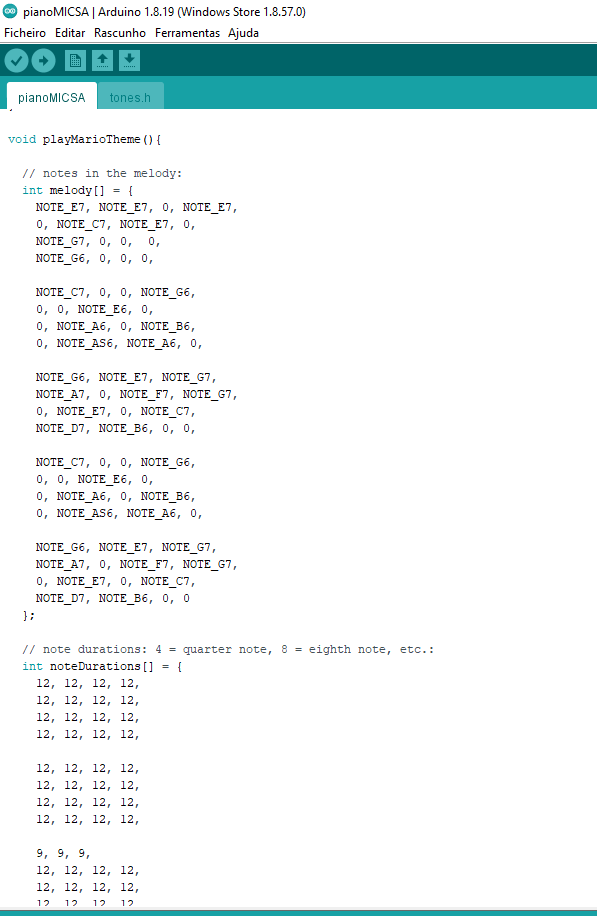 pianoMICSA | Arduino 1.8.19 (Windows Store 1.8.57.0)
Ficheiro Editar Rascunho Ferramentas Ajuda
pianoMICSA tones.h
void playMarioTheme(){
// notes in the melody:
int melody[] = {
NOTE_E7, NOTE_E7, 0, NOTE_E7,
0, NOTE_C7, NOTE_E7, 0,
NOTE_G7, 0, 0,  0,
NOTE_G6, 0, 0, 0,
NOTE_C7, 0, 0, NOTE_G6,
0, 0, NOTE_E6, 0,
0, NOTE_A6, 0, NOTE_B6,
0, NOTE_AS6, NOTE_A6, 0,
NOTE_G6, NOTE_E7, NOTE_G7,
NOTE_A7, 0, NOTE_F7, NOTE_G7,
0, NOTE_E7, 0, NOTE_C7,
NOTE_D7, NOTE_B6, 0, 0,
NOTE_C7, 0, 0, NOTE_G6,
0, 0, NOTE_E6, 0,
0, NOTE_A6, 0, NOTE_B6,
0, NOTE_AS6, NOTE_A6, 0,
NOTE_G6, NOTE_E7, NOTE_G7,
NOTE_A7, 0, NOTE_F7, NOTE_G7,
0, NOTE_E7, 0, NOTE_C7,
NOTE_D7, NOTE_B6, 0, 0
};
// note durations: 4 = quarter note, 8 = eighth note, etc.:
int noteDurations[] = {
12, 12, 12, 12,
12, 12, 12, 12,
12, 12, 12, 12,
12, 12, 12, 12,
12, 12, 12, 12,
12, 12, 12, 12,
12, 12, 12, 12,
12, 12, 12, 12,
9, 9, 9,
12, 12, 12, 12,
12, 12, 12, 12,
12, 12, 12, 12,